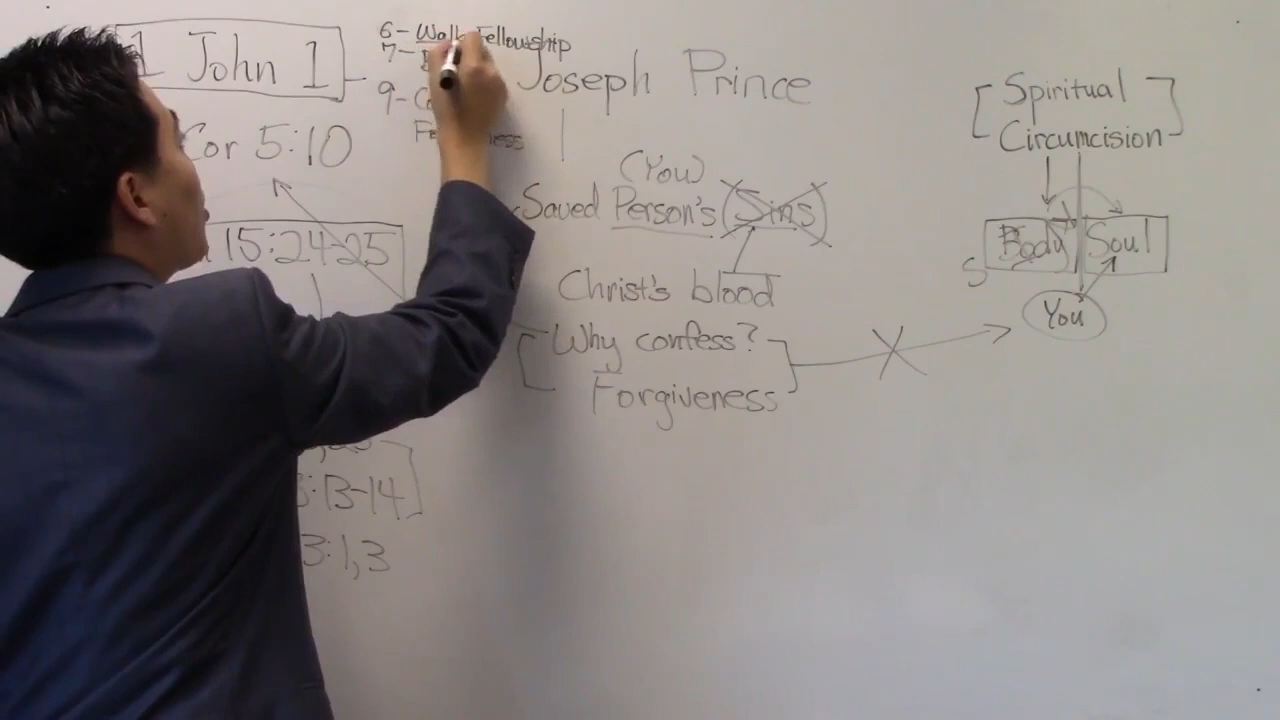 1 John 1
6- Walk Fellowship
7-
9-
Joseph Prince
Cor 5:10
15:24-25
:13-14
3:1,3
(You)
Saved Person's Sins
Christ's blood
Why confess?
Forgiveness
Spiritual
Circumcision
Body Soul
S
You